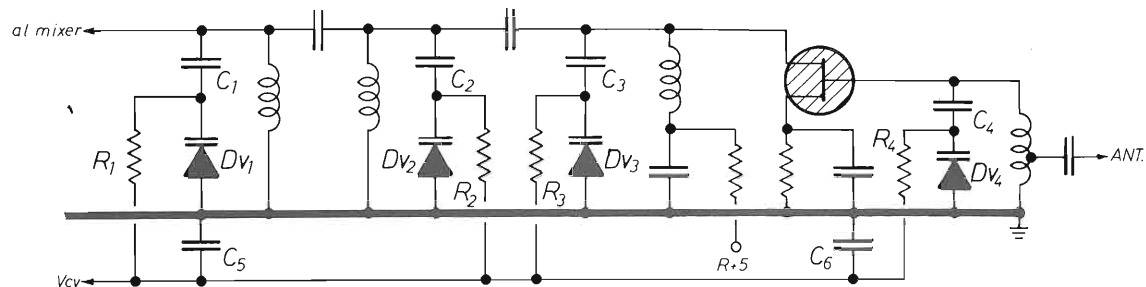 al mixer
C1
C2
C3
C4
R1
Dv1
Dv2
R2
R3
Dv3
R4
Dv4
ANT.
C5
R+5
C6
Vcv